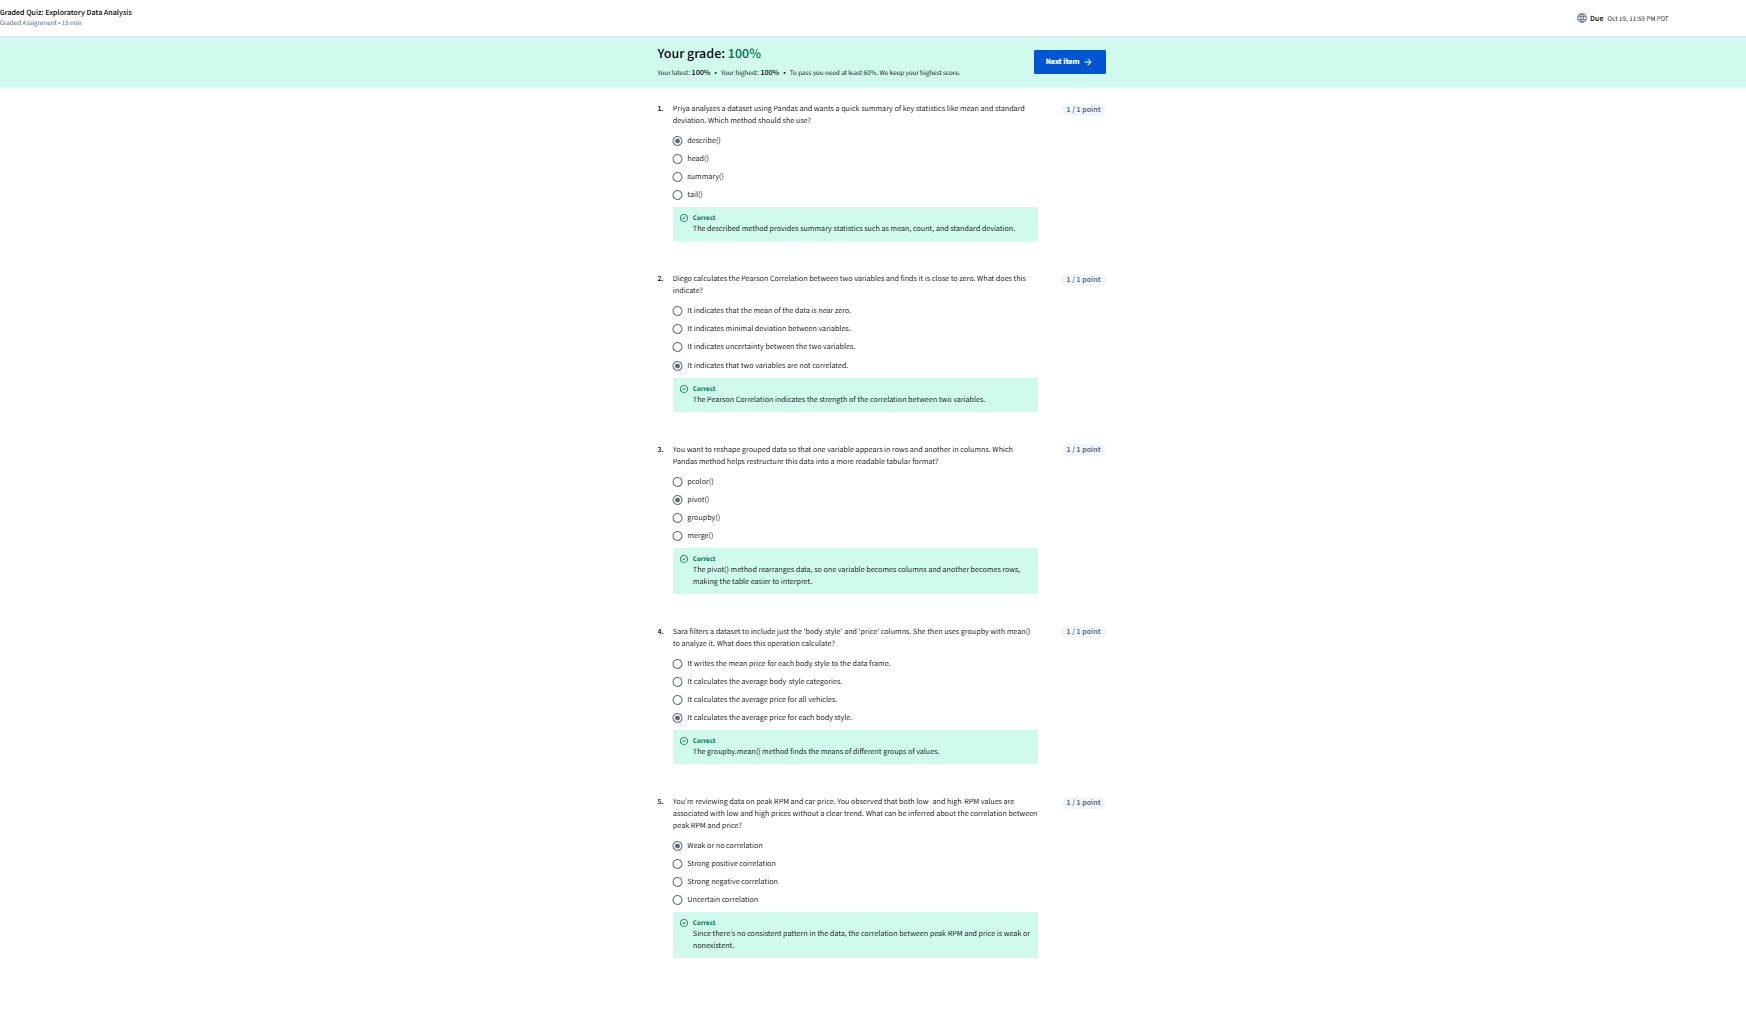 Graded Quiz: Exploratory Data Analysis
Graded Assignment • 15 min
Due Oct 19, 11:59 PM PDT
Your grade: 100%
Your latest: 100% • Your highest: 100% • To pass you need at least 60%. We keep your highest score.
Next item →
1. Priya analyzes a dataset using Pandas and wants a quick summary of key statistics like mean and standard
deviation. Which method should she use?
1 / 1 point
describe()
head()
summary()
tail()
Correct
The described method provides summary statistics such as mean, count, and standard deviation.
2. Diego calculates the Pearson Correlation between two variables and finds it is close to zero. What does this
indicate?
1 / 1 point
It indicates that the mean of the data is near zero.
It indicates minimal deviation between variables.
It indicates uncertainty between the two variables.
It indicates that two variables are not correlated.
Correct
The Pearson Correlation indicates the strength of the correlation between two variables.
3. You want to reshape grouped data so that one variable appears in rows and another in columns. Which
Pandas method helps restructure this data into a more readable tabular format?
1 / 1 point
pcolor()
pivot()
groupby()
merge()
Correct
The pivot() method rearranges data, so one variable becomes columns and another becomes rows,
making the table easier to interpret.
4. Sara filters a dataset to include just the 'body-style' and 'price' columns. She then uses groupby with mean()
to analyze it. What does this operation calculate?
1 / 1 point
It writes the mean price for each body style to the data frame.
It calculates the average body-style categories.
It calculates the average price for all vehicles.
It calculates the average price for each body style.
Correct
The groupby.mean() method finds the means of different groups of values.
5. You're reviewing data on peak RPM and car price. You observed that both low- and high-RPM values are
associated with low and high prices without a clear trend. What can be inferred about the correlation between
peak RPM and price?
1 / 1 point
Weak or no correlation
Strong positive correlation
Strong negative correlation
Uncertain correlation
Correct
Since there's no consistent pattern in the data, the correlation between peak RPM and price is weak or
nonexistent.